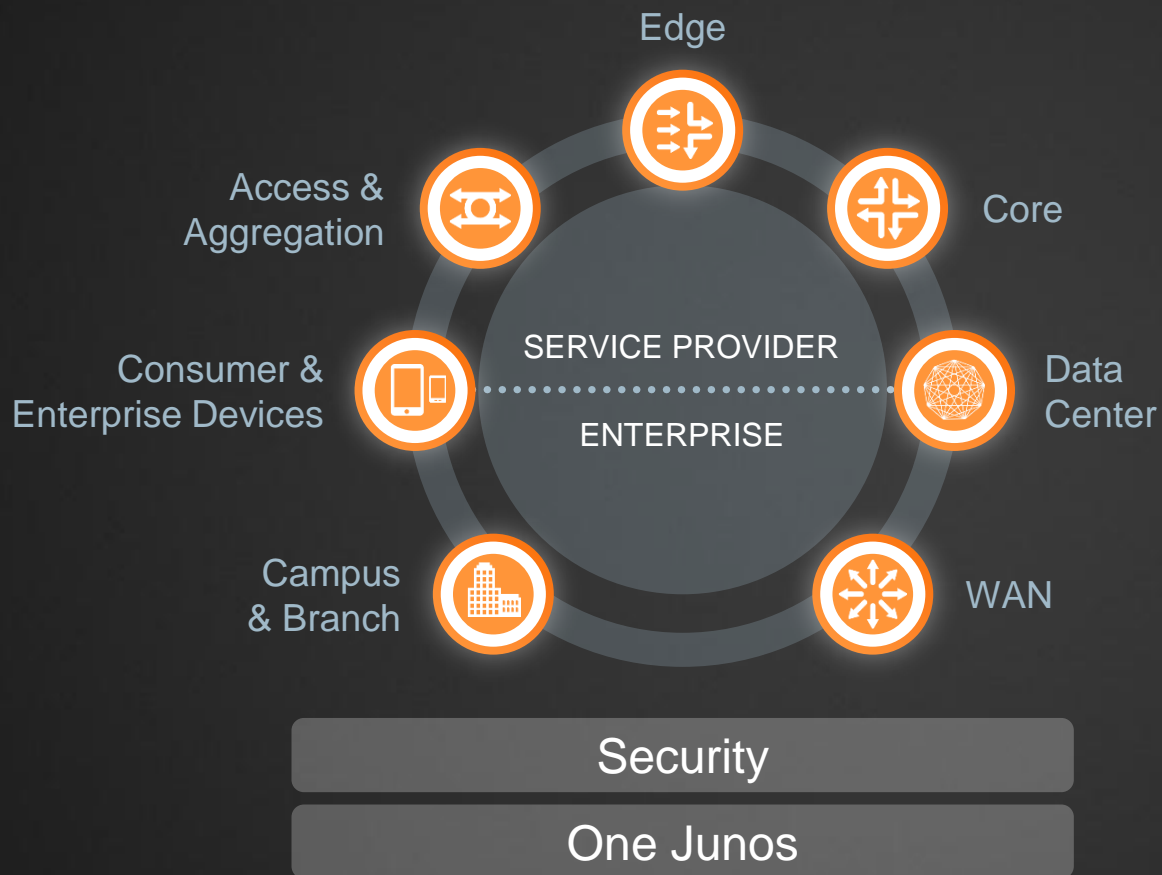 Edge
Access &
Aggregation
Core
SERVICE PROVIDER
Consumer &
Enterprise Devices
Data
Center
ENTERPRISE
Campus
& Branch
WAN
Security
One Junos